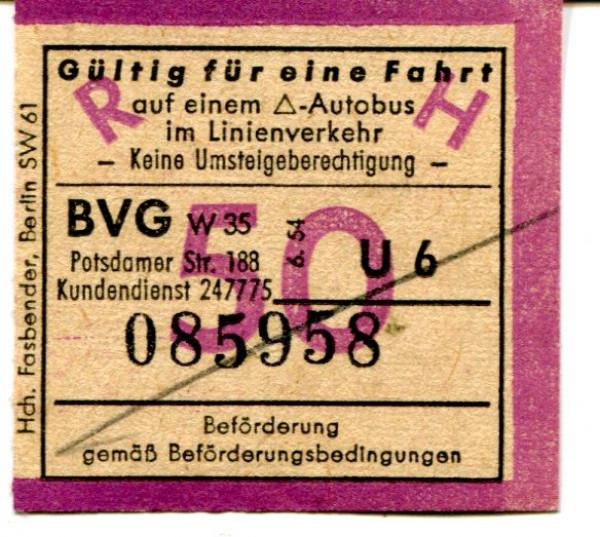 Gültig für eine Fahrt
R H
auf einem △-Autobus
im Linienverkehr
– Keine Umsteigeberechtigung –
BVG W 35
50
6. 54
Potsdamer Str. 188
U 6
Kundendienst 247775
085958
Beförderung
gemäß Beförderungsbedingungen
Hch. Fasbender, Berlin SW 61